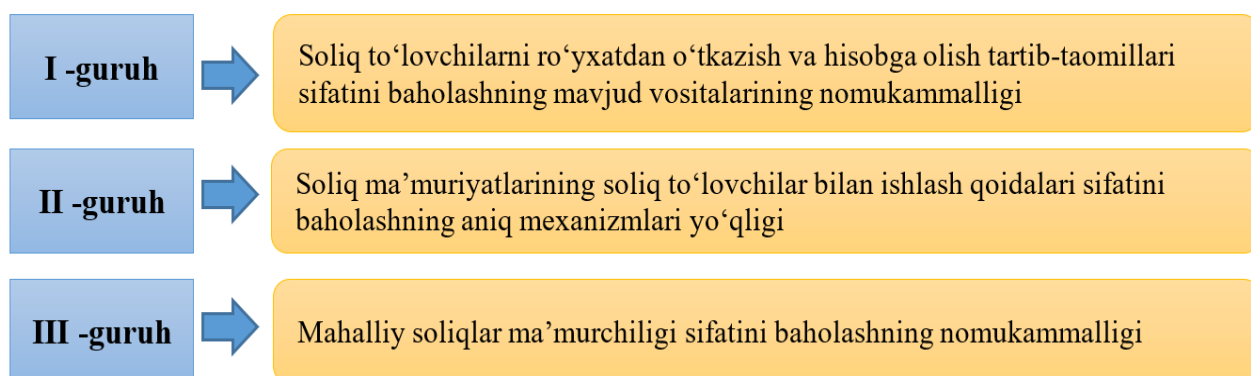 I -guruh
Soliq to‘lovchilarni ro‘yxatdan o‘tkazish va hisobga olish tartib-taomillari
sifatini baholashning mavjud vositalarining nomukammalligi
II -guruh
Soliq ma’muriyatlarining soliq to‘lovchilar bilan ishlash qoidalari sifatini
baholashning aniq mexanizmlari yo‘qligi
III -guruh
Mahalliy soliqlar ma’murchiligi sifatini baholashning nomukammalligi